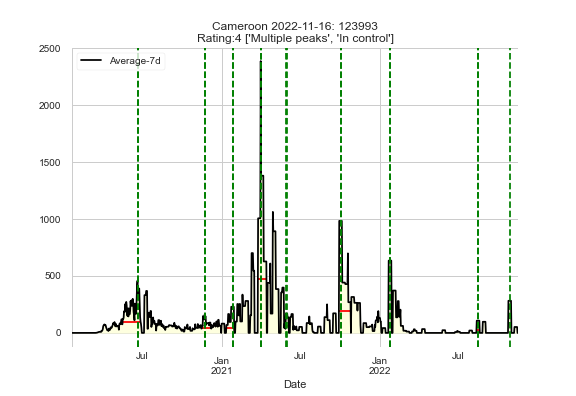 Cameroon 2022-11-16: 123993
Rating:4 ['Multiple peaks', 'In control']
Average-7d
2500
2000
1500
1000
500
0
Jul
Jan
2021
Jul
Jan
2022
Jul
Date